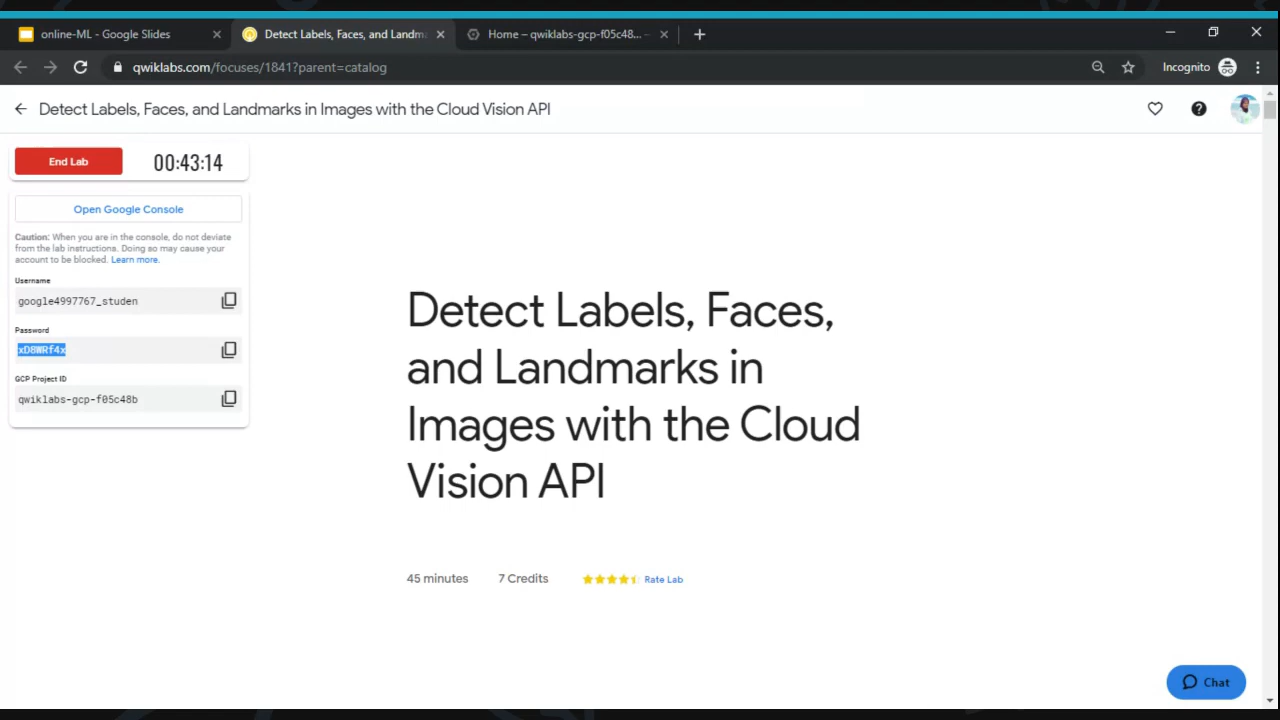 online-ML - Google Slides
Detect Labels, Faces, and Landm
Home – qwiklabs-gcp-f05c48... –
qwiklabs.com/focuses/1841?parent=catalog
Incognito
Detect Labels, Faces, and Landmarks in Images with the Cloud Vision API
End Lab
00:43:14
Open Google Console
Caution: When you are in the console, do not deviate
from the lab instructions. Doing so may cause your
account to be blocked. Learn more.
Username
google4997767_studen
Password
xD8WRf4x
GCP Project ID
qwiklabs-gcp-f05c48b
Detect Labels, Faces,
and Landmarks in
Images with the Cloud
Vision API
45 minutes
7 Credits
Rate Lab
Chat